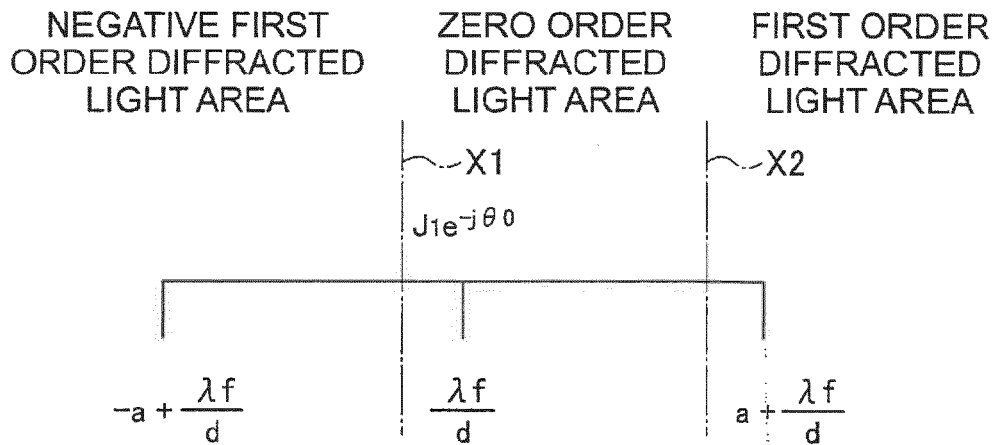 NEGATIVE FIRST
ORDER DIFFRACTED
LIGHT AREA
ZERO ORDER
DIFFRACTED
LIGHT AREA
FIRST ORDER
DIFFRACTED
LIGHT AREA
X1
X2
J₁e⁻ʲᶿ⁰
-a + λf/d
λf/d
a + λf/d